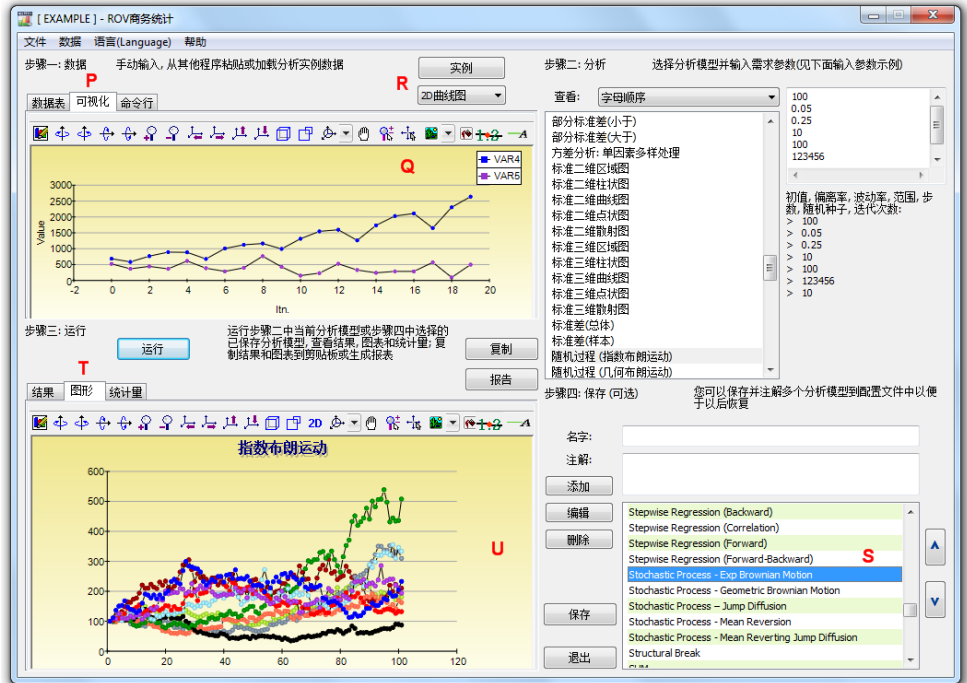 [ EXAMPLE ] - ROV商务统计
文件 数据 语言(Language) 帮助
步骤一: 数据 手动输入, 从其他程序粘贴或加载分析实例数据
P
实例
R
2D曲线图
数据表 可视化 命令行
2D
Q
VAR4
VAR5
3000
2500
2000
1500
1000
500
0
Value
-2 0 2 4 6 8 10 12 14 16 18 20
Itn.
步骤二: 分析 选择分析模型并输入需求参数(见下面输入参数示例)
查看: 字母顺序
部分标准差(小于)
部分标准差(大于)
方差分析: 单因素多样处理
标准二维区域图
标准二维柱状图
标准二维曲线图
标准二维点状图
标准二维散射图
标准三维区域图
标准三维柱状图
标准三维曲线图
标准三维点状图
标准三维散射图
标准差(总体)
标准差(样本)
随机过程 (指数布朗运动)
随机过程 (几何布朗运动)
100
0.05
0.25
10
100
123456
初值, 偏离率, 波动率, 范围, 步
数, 随机种子, 迭代次数:
> 100
> 0.05
> 0.25
> 10
> 100
> 123456
> 10
步骤三: 运行 运行步骤二中当前分析模型或步骤四中选择的
已保存分析模型, 查看结果, 图表和统计量; 复
制结果和图表到剪贴板或生成报表
运行
复制
报告
T
结果 图形 统计量
2D
指数布朗运动
600
500
400
300
200
100
0
0 20 40 60 80 100 120
U
步骤四: 保存 (可选) 您可以保存并注解多个分析模型到配置文件中以便
于以后恢复
名字:
注解:
添加
编辑
删除
保存
退出
Stepwise Regression (Backward)
Stepwise Regression (Correlation)
Stepwise Regression (Forward)
Stepwise Regression (Forward-Backward)
S
Stochastic Process - Exp Brownian Motion
Stochastic Process - Geometric Brownian Motion
Stochastic Process – Jump Diffusion
Stochastic Process - Mean Reversion
Stochastic Process - Mean Reverting Jump Diffusion
Structural Break